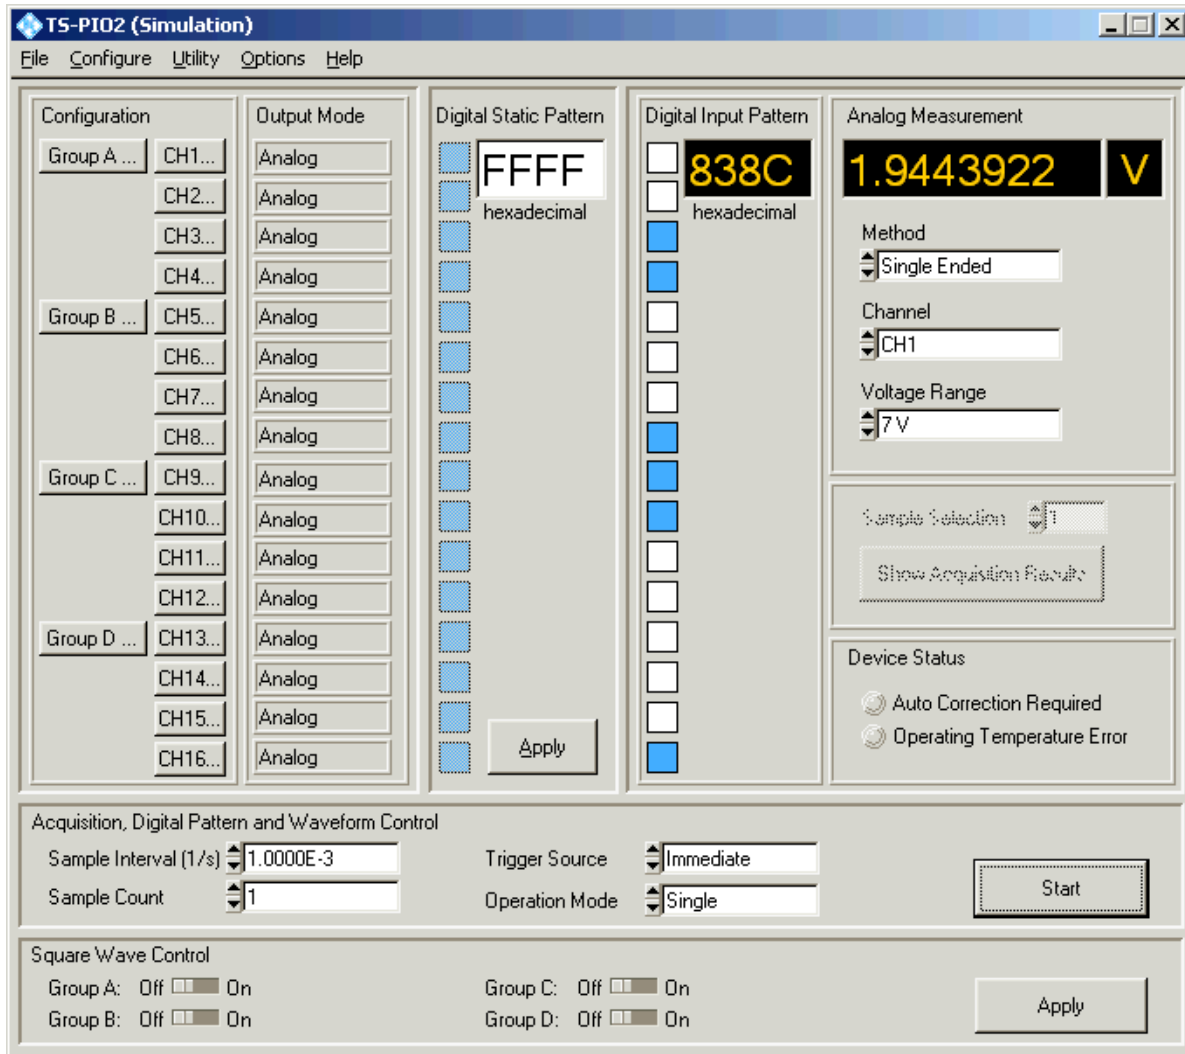 TS-PIO2 (Simulation)
File Configure Utility Options Help
Configuration
Output Mode
Digital Static Pattern
Digital Input Pattern
Analog Measurement
Group A ... CH1... Analog
CH2... Analog
CH3... Analog
CH4... Analog
Group B ... CH5... Analog
CH6... Analog
CH7... Analog
CH8... Analog
Group C ... CH9... Analog
CH10... Analog
CH11... Analog
CH12... Analog
Group D ... CH13... Analog
CH14... Analog
CH15... Analog
CH16... Analog
FFFF
hexadecimal
Apply
838C
hexadecimal
1.9443922 V
Method
Single Ended
Channel
CH1
Voltage Range
7 V
Sample Selection 1
Show Acquisition Results
Device Status
Auto Correction Required
Operating Temperature Error
Acquisition, Digital Pattern and Waveform Control
Sample Interval (1/s) 1.0000E-3
Sample Count 1
Trigger Source Immediate
Operation Mode Single
Start
Square Wave Control
Group A: Off On
Group B: Off On
Group C: Off On
Group D: Off On
Apply